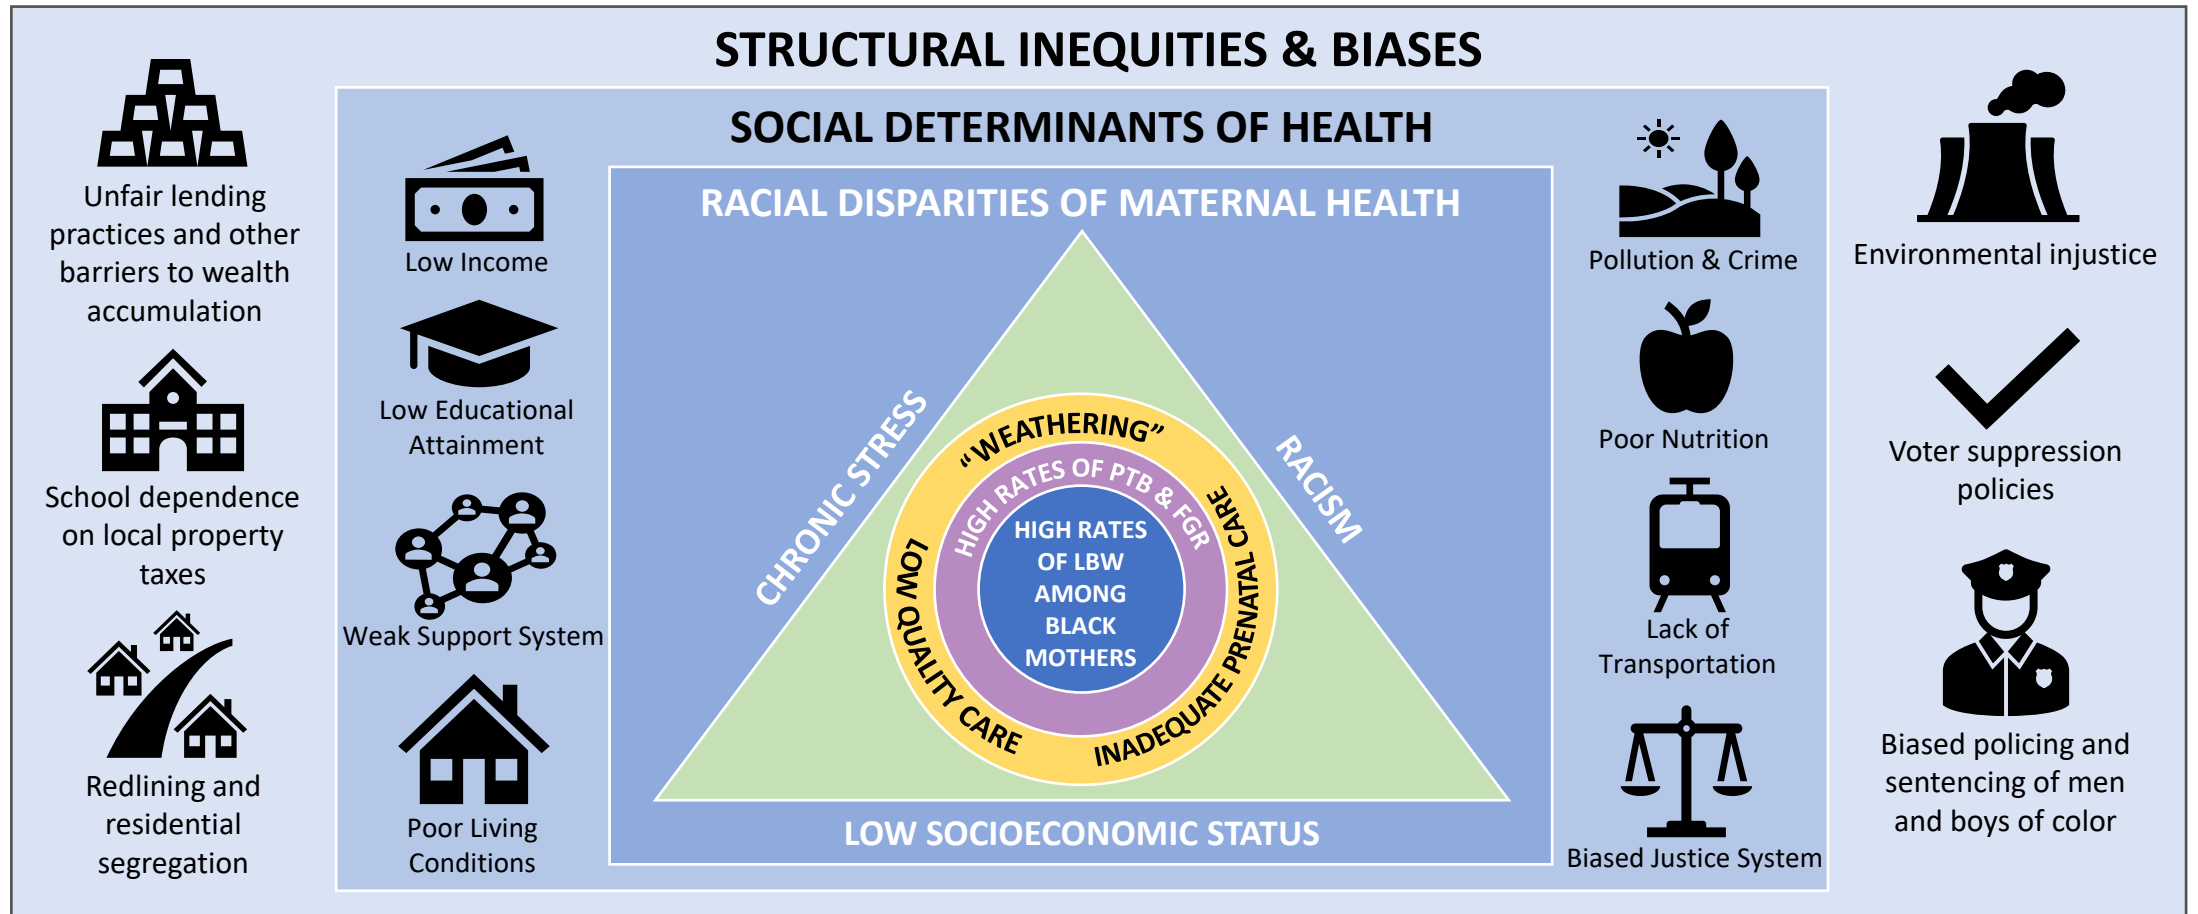 STRUCTURAL INEQUITIES & BIASES
SOCIAL DETERMINANTS OF HEALTH
RACIAL DISPARITIES OF MATERNAL HEALTH
Unfair lending
practices and other
barriers to wealth
accumulation
School dependence
on local property
taxes
Redlining and
residential
segregation
Low Income
Low Educational
Attainment
Weak Support System
Poor Living
Conditions
CHRONIC STRESS
RACISM
LOW SOCIOECONOMIC STATUS
“WEATHERING”
LOW QUALITY CARE
INADEQUATE PRENATAL CARE
HIGH RATES OF PTB & FGR
HIGH RATES
OF LBW
AMONG
BLACK
MOTHERS
Pollution & Crime
Poor Nutrition
Lack of
Transportation
Biased Justice System
Environmental injustice
Voter suppression
policies
Biased policing and
sentencing of men
and boys of color